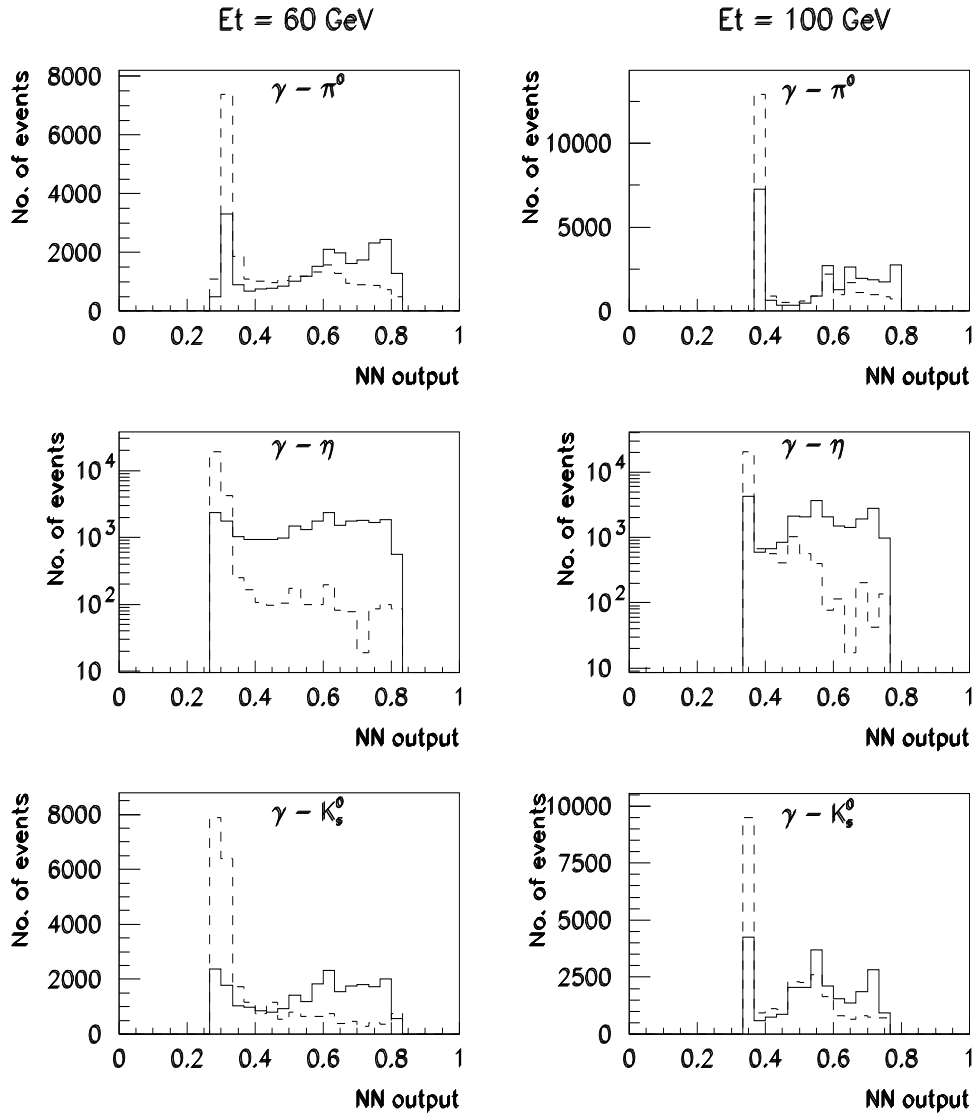 Et = 60 GeV
Et = 100 GeV
No. of events
8000
6000
4000
2000
0
γ – π⁰
0 0.2 0.4 0.6 0.8 1
NN output
No. of events
10000
5000
0
γ – π⁰
0 0.2 0.4 0.6 0.8 1
NN output
No. of events
10⁴
10³
10²
10
γ – η
0 0.2 0.4 0.6 0.8 1
NN output
No. of events
10⁴
10³
10²
10
γ – η
0 0.2 0.4 0.6 0.8 1
NN output
No. of events
8000
6000
4000
2000
0
γ – Kₛ⁰
0 0.2 0.4 0.6 0.8 1
NN output
No. of events
10000
7500
5000
2500
0
γ – Kₛ⁰
0 0.2 0.4 0.6 0.8 1
NN output